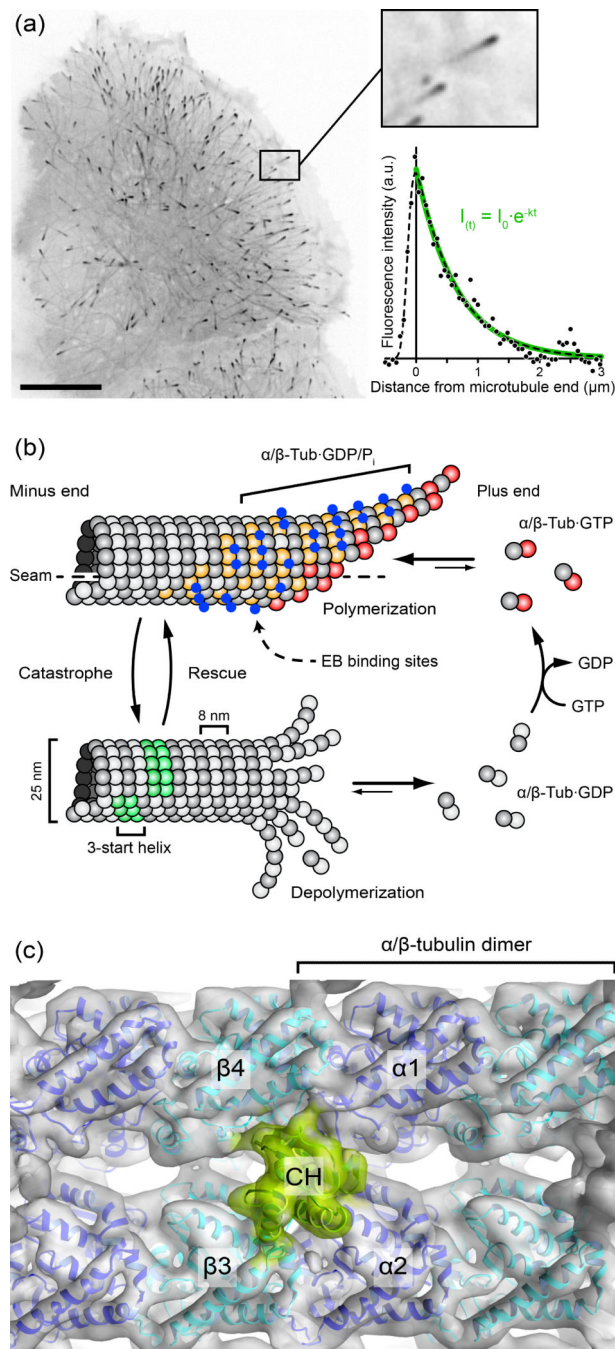 (a)
I(t) = I0·e-kt
Fluorescence intensity (a.u.)
0 1 2 3
Distance from microtubule end (µm)
(b)
α/β-Tub·GDP/Pi
Minus end
Plus end
α/β-Tub·GTP
Seam
Polymerization
Catastrophe
Rescue
EB binding sites
GDP
GTP
8 nm
25 nm
α/β-Tub·GDP
3-start helix
Depolymerization
(c)
α/β-tubulin dimer
β4
α1
CH
β3
α2